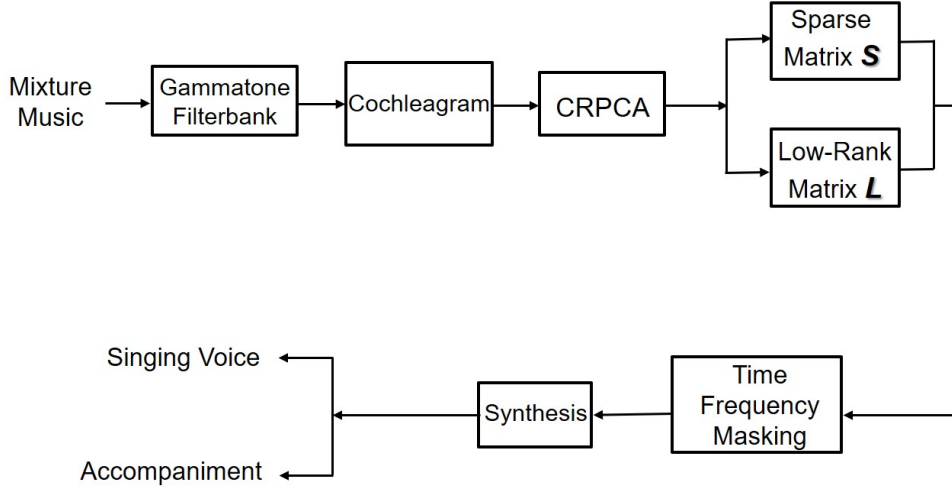 Mixture
Music
Gammatone
Filterbank
Cochleagram
CRPCA
Sparse
Matrix S
Low-Rank
Matrix L
Singing Voice
Accompaniment
Synthesis
Time
Frequency
Masking